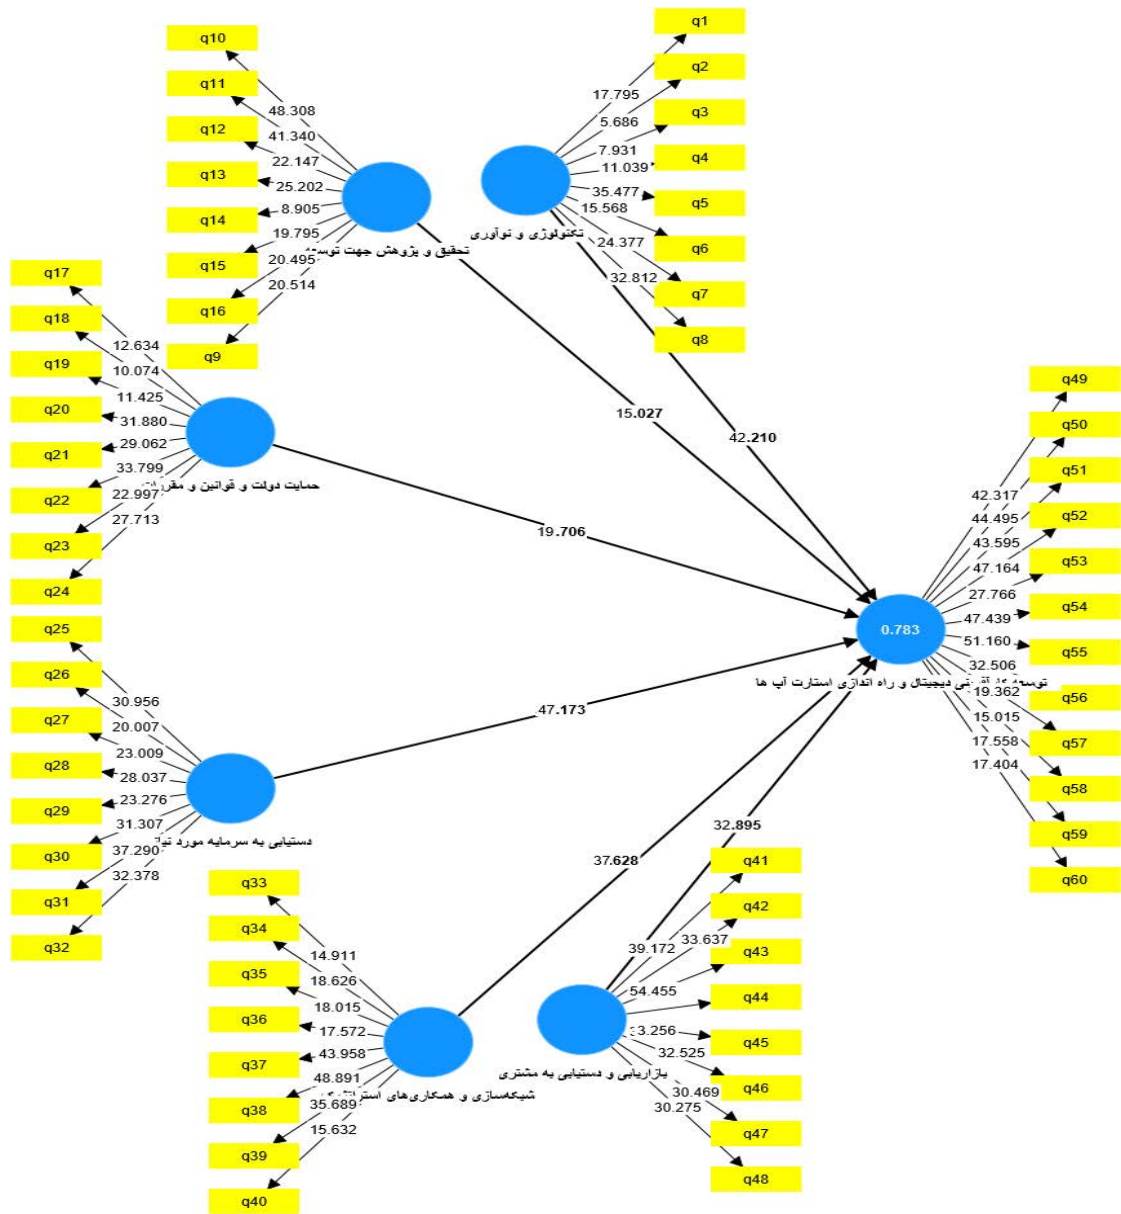 q10
q11
q12
q13
q14
q15
q16
q9
48.308
41.340
22.147
25.202
8.905
19.795
20.495
20.514
تحقیق و پژوهش جهت توسعه
q1
q2
q3
q4
q5
q6
q7
q8
17.795
5.686
7.931
11.039
35.477
15.568
24.377
32.812
تکنولوژی و نوآوری
q17
q18
q19
q20
q21
q22
q23
q24
12.634
10.074
11.425
31.880
29.062
33.799
22.997
27.713
حمایت دولت و قوانین و
15.027
42.210
19.706
47.173
37.628
32.895
q25
q26
q27
q28
q29
q30
q31
q32
30.956
20.007
23.009
28.037
23.276
31.307
37.290
32.378
دستیابی به سرمایه مورد
q33
q34
q35
q36
q37
q38
q39
q40
14.911
18.626
18.015
17.572
43.958
48.891
35.689
15.632
شبکه‌سازی و همکاری‌های
q41
q42
q43
q44
q45
q46
q47
q48
39.172
33.637
54.455
32.525
30.469
30.275
بازاریابی و دستیابی به مشتری
q49
q50
q51
q52
q53
q54
q55
q56
q57
q58
q59
q60
42.317
44.495
43.595
47.164
27.766
47.439
51.160
32.506
19.362
15.015
17.558
17.404
0.783
توسعه دیجیتال و راه اندازی استارت آپ ها